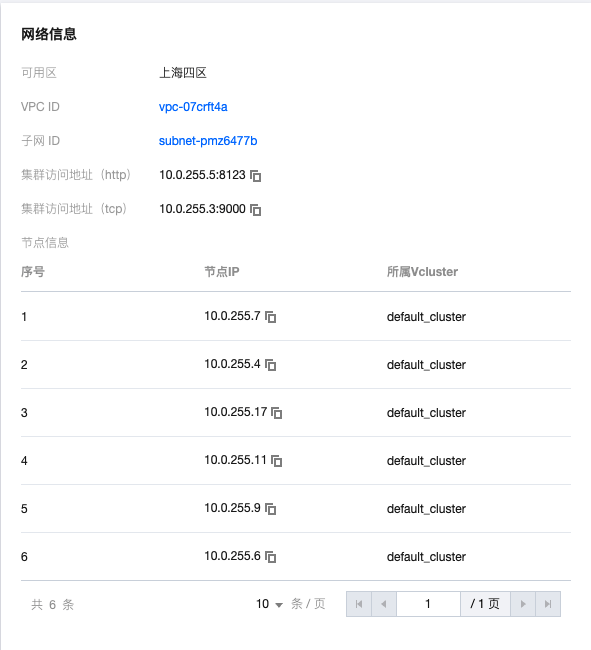 网络信息
可用区 上海四区
VPC ID vpc-07crft4a
子网 ID subnet-pmz6477b
集群访问地址（http） 10.0.255.5:8123
集群访问地址（tcp） 10.0.255.3:9000
节点信息
序号 节点IP 所属Vcluster
1 10.0.255.7 default_cluster
2 10.0.255.4 default_cluster
3 10.0.255.17 default_cluster
4 10.0.255.11 default_cluster
5 10.0.255.9 default_cluster
6 10.0.255.6 default_cluster
共 6 条 10 条 / 页 1 / 1 页